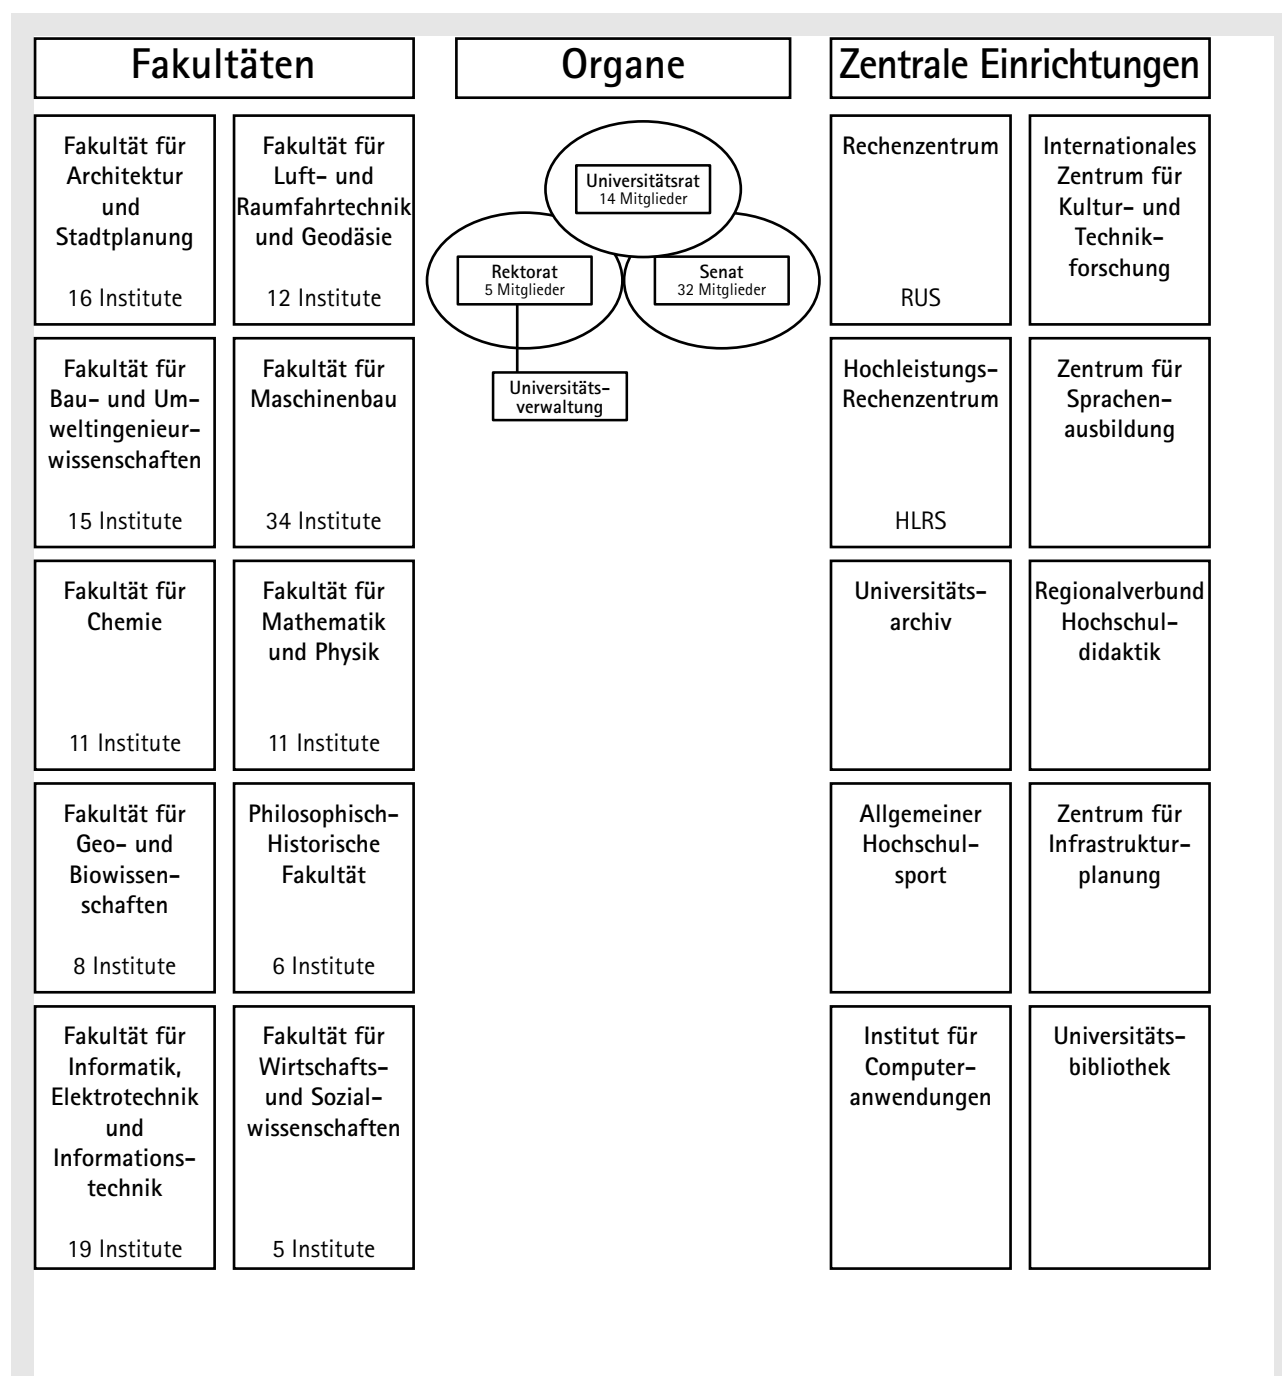 Fakultäten
Fakultät für
Architektur
und
Stadtplanung
16 Institute
Fakultät für
Luft- und
Raumfahrtechnik
und Geodäsie
12 Institute
Fakultät für
Bau- und Um-
weltingenieur-
wissenschaften
15 Institute
Fakultät für
Maschinenbau
34 Institute
Fakultät für
Chemie
11 Institute
Fakultät für
Mathematik
und Physik
11 Institute
Fakultät für
Geo- und
Biowissen-
schaften
8 Institute
Philosophisch-
Historische
Fakultät
6 Institute
Fakultät für
Informatik,
Elektrotechnik
und
Informations-
technik
19 Institute
Fakultät für
Wirtschafts-
und Sozial-
wissenschaften
5 Institute
Organe
Universitätsrat
14 Mitglieder
Rektorat
5 Mitglieder
Senat
32 Mitglieder
Universitäts-
verwaltung
Zentrale Einrichtungen
Rechenzentrum
RUS
Internationales
Zentrum für
Kultur- und
Technik-
forschung
Hochleistungs-
Rechenzentrum
HLRS
Zentrum für
Sprachen-
ausbildung
Universitäts-
archiv
Regionalverbund
Hochschul-
didaktik
Allgemeiner
Hochschul-
sport
Zentrum für
Infrastruktur-
planung
Institut für
Computer-
anwendungen
Universitäts-
bibliothek